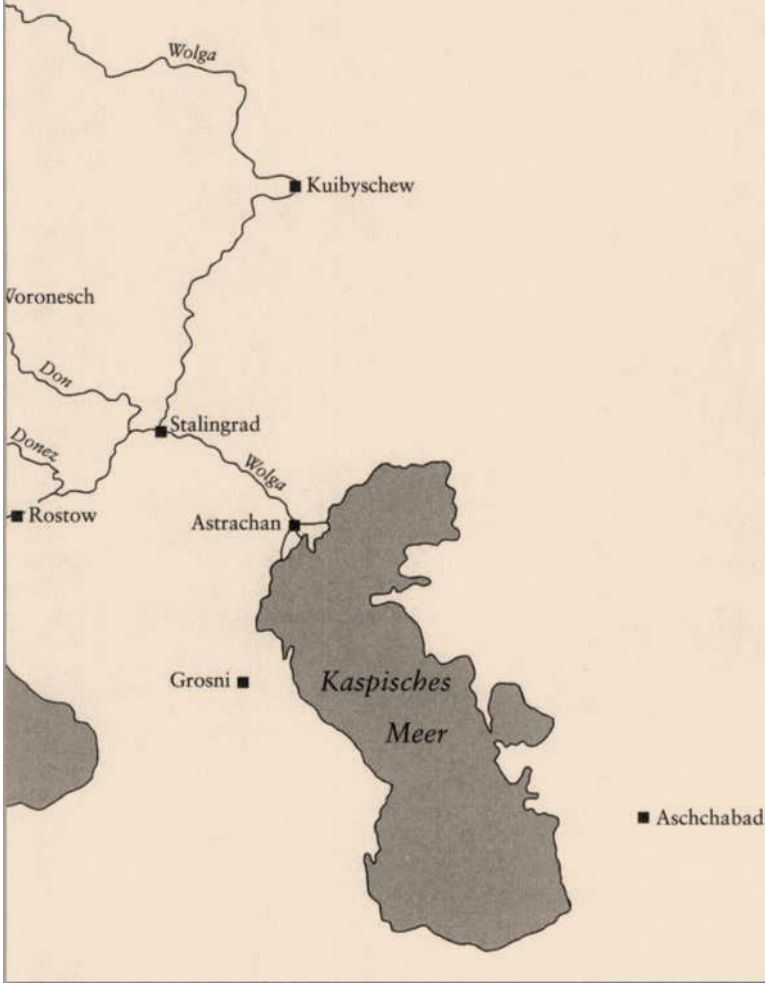 Wolga
Kuibyschew
Voronesch
Don
Stalingrad
Donez
Wolga
Rostow
Astrachan
Grosni
Kaspisches
Meer
Aschchabad